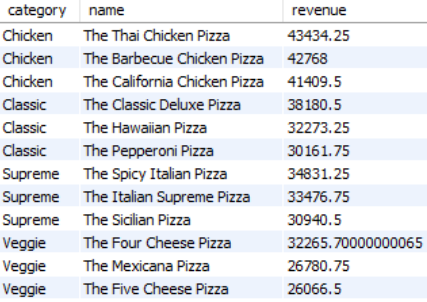 category name revenue
Chicken The Thai Chicken Pizza 43434.25
Chicken The Barbecue Chicken Pizza 42768
Chicken The California Chicken Pizza 41409.5
Classic The Classic Deluxe Pizza 38180.5
Classic The Hawaiian Pizza 32273.25
Classic The Pepperoni Pizza 30161.75
Supreme The Spicy Italian Pizza 34831.25
Supreme The Italian Supreme Pizza 33476.75
Supreme The Sicilian Pizza 30940.5
Veggie The Four Cheese Pizza 32265.70000000065
Veggie The Mexicana Pizza 26780.75
Veggie The Five Cheese Pizza 26066.5